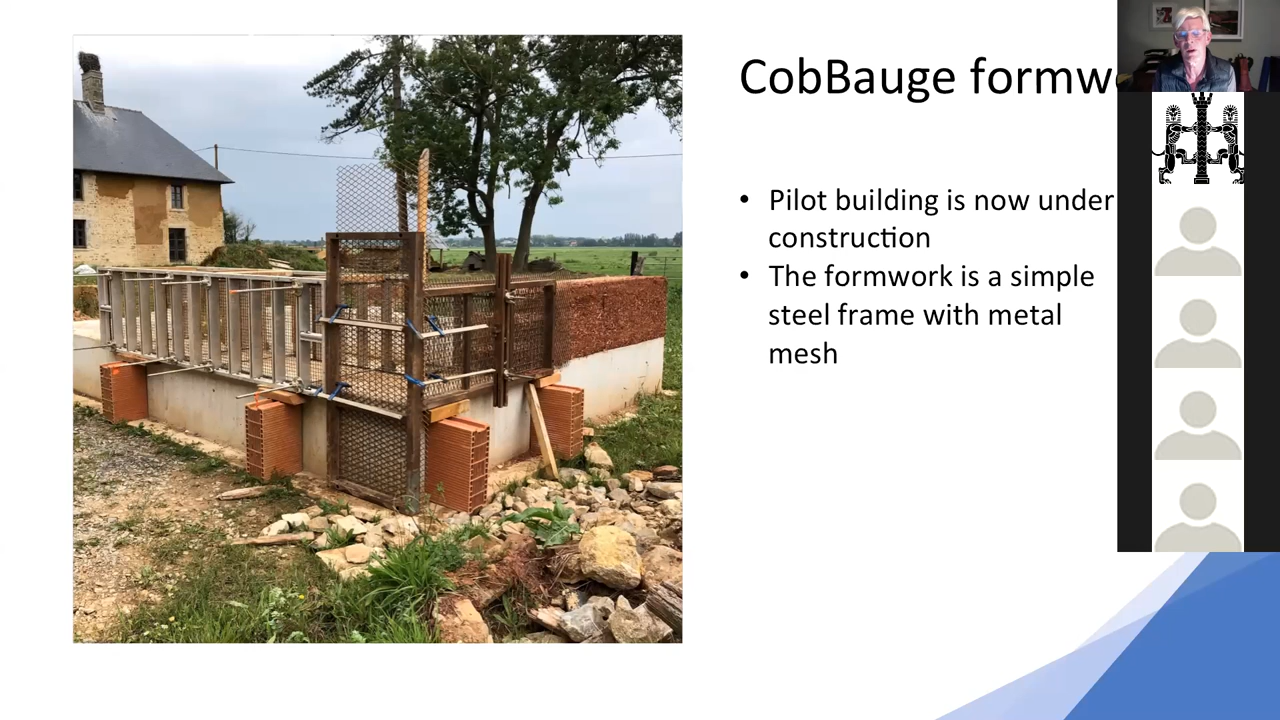 CobBauge formw
• Pilot building is now under
construction
• The formwork is a simple
steel frame with metal
mesh